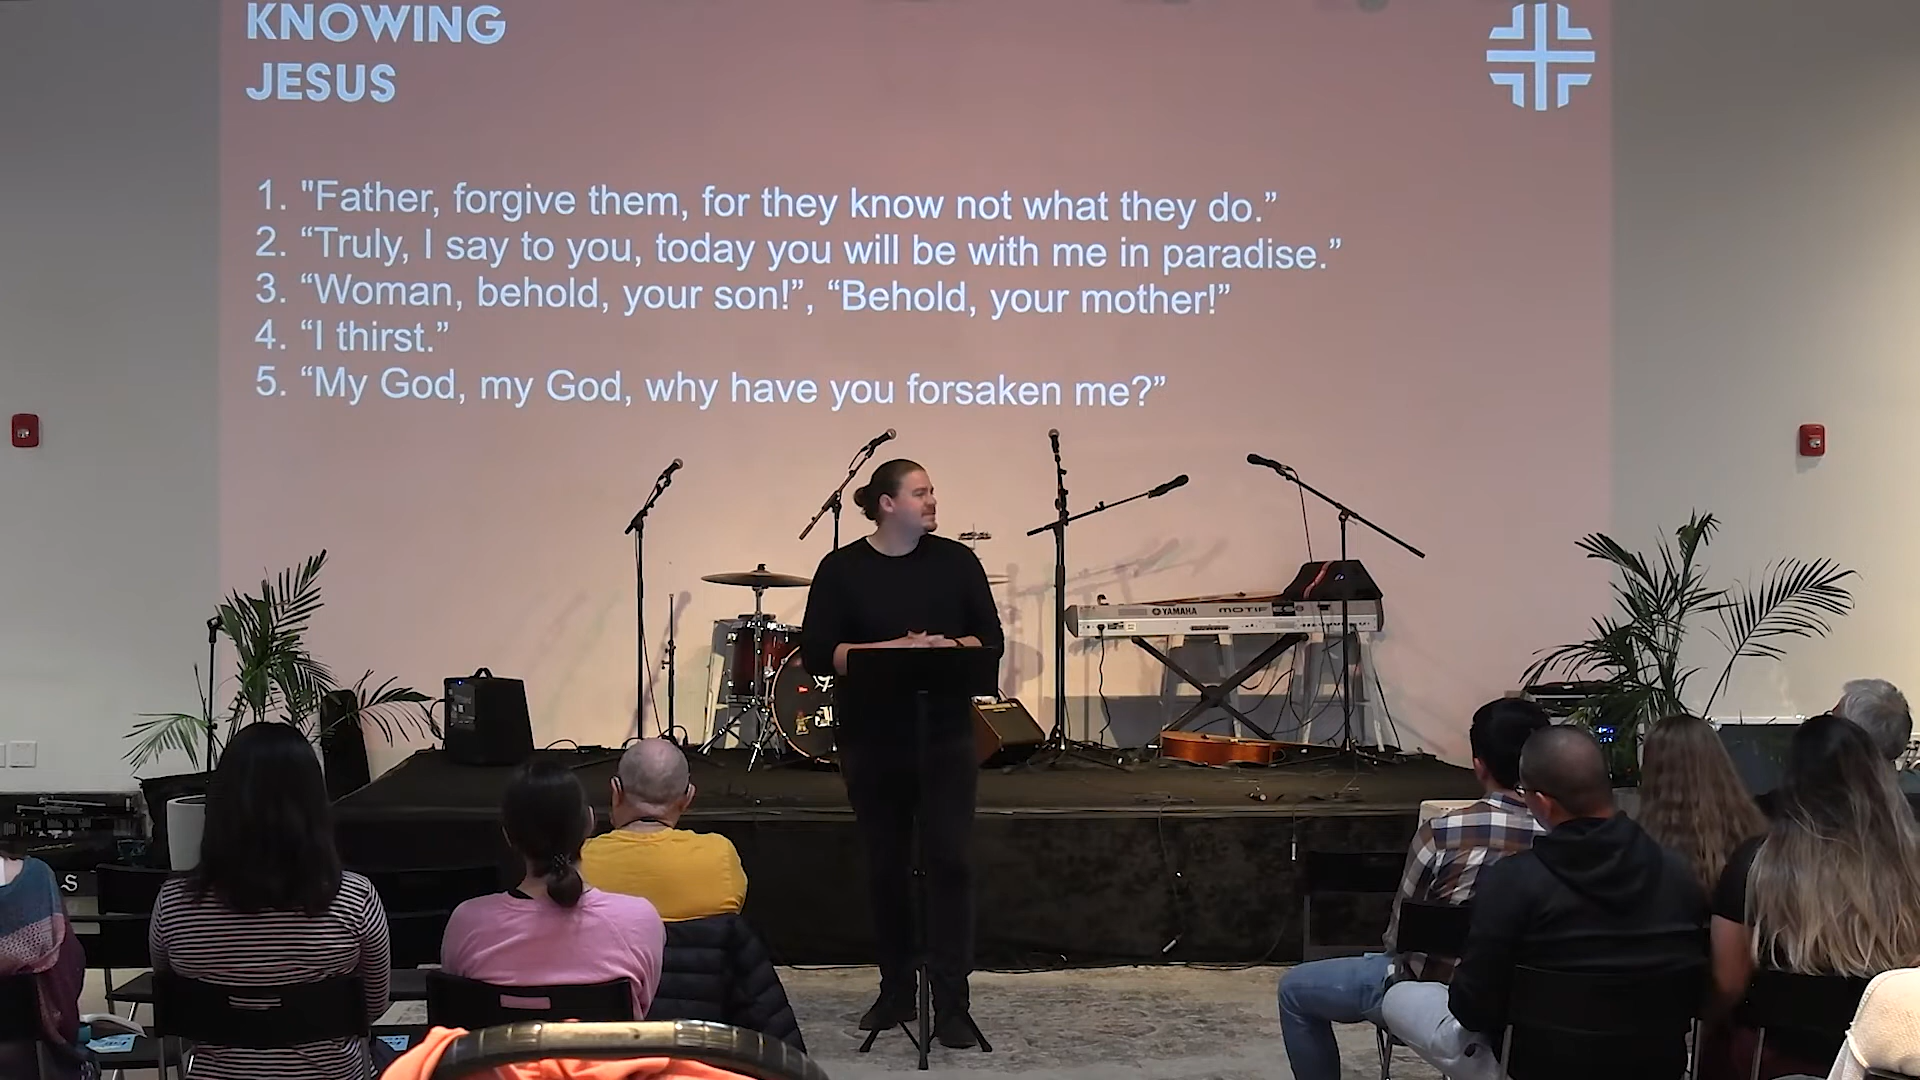 KNOWING
JESUS
1. "Father, forgive them, for they know not what they do.”
2. “Truly, I say to you, today you will be with me in paradise.”
3. “Woman, behold, your son!”, “Behold, your mother!”
4. “I thirst.”
5. “My God, my God, why have you forsaken me?”
YAMAHA MOTIF